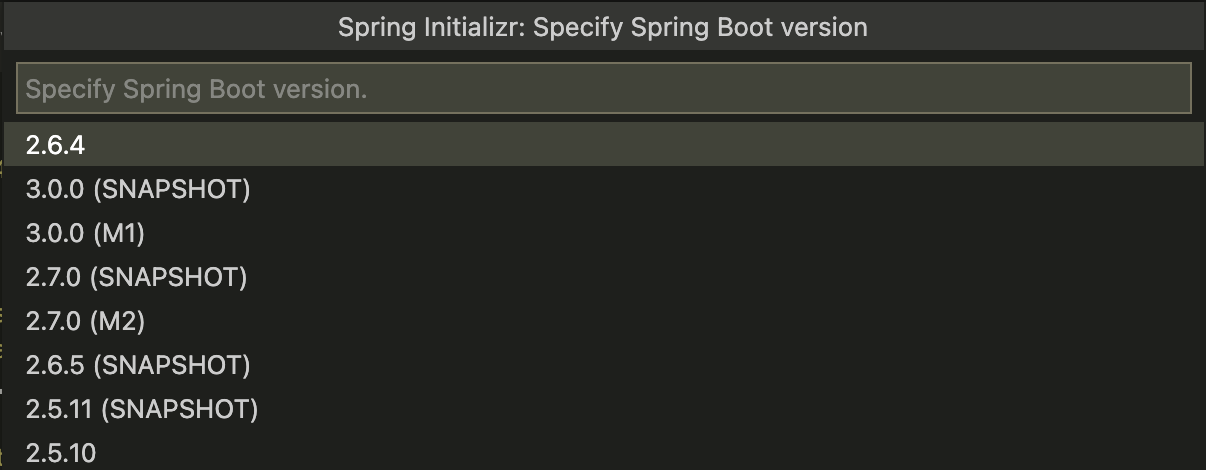 Spring Initializr: Specify Spring Boot version
Specify Spring Boot version.
2.6.4
3.0.0 (SNAPSHOT)
3.0.0 (M1)
2.7.0 (SNAPSHOT)
2.7.0 (M2)
2.6.5 (SNAPSHOT)
2.5.11 (SNAPSHOT)
2.5.10